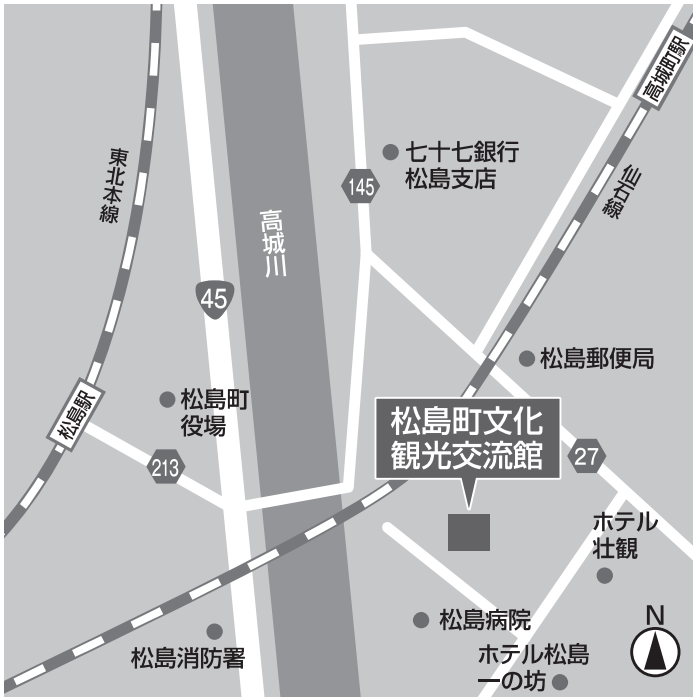 高城町駅
東北本線
七十七銀行
松島支店
145
仙石線
高城川
45
松島郵便局
松島駅
松島町
役場
松島町文化
観光交流館
213
27
ホテル
壮観
松島病院
松島消防署
ホテル松島
一の坊
N